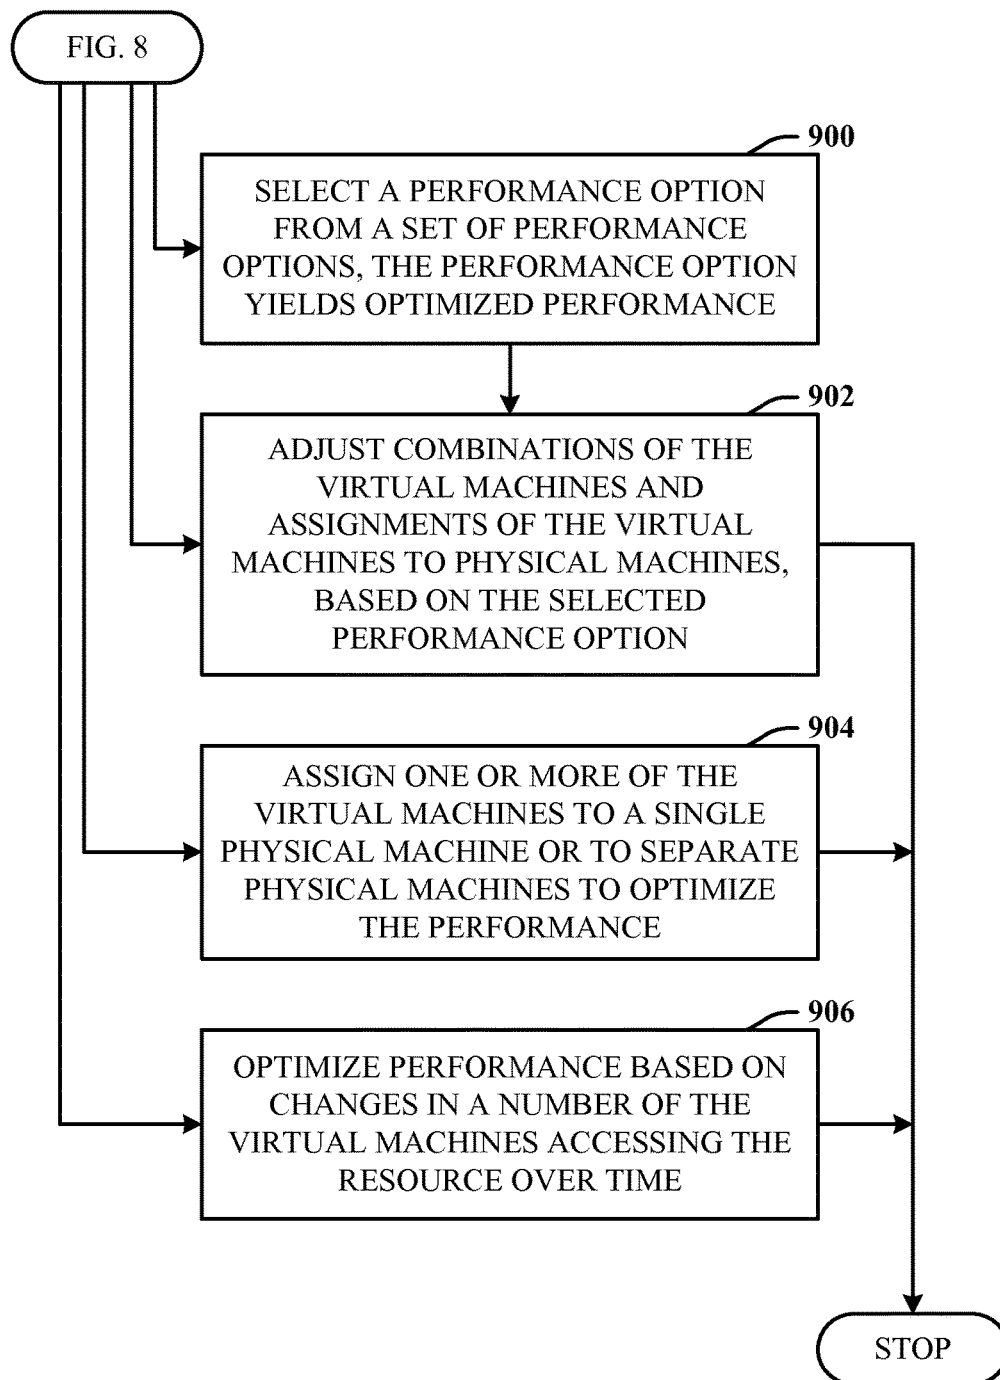 FIG. 8
900
SELECT A PERFORMANCE OPTION
FROM A SET OF PERFORMANCE
OPTIONS, THE PERFORMANCE OPTION
YIELDS OPTIMIZED PERFORMANCE
902
ADJUST COMBINATIONS OF THE
VIRTUAL MACHINES AND
ASSIGNMENTS OF THE VIRTUAL
MACHINES TO PHYSICAL MACHINES,
BASED ON THE SELECTED
PERFORMANCE OPTION
904
ASSIGN ONE OR MORE OF THE
VIRTUAL MACHINES TO A SINGLE
PHYSICAL MACHINE OR TO SEPARATE
PHYSICAL MACHINES TO OPTIMIZE
THE PERFORMANCE
906
OPTIMIZE PERFORMANCE BASED ON
CHANGES IN A NUMBER OF THE
VIRTUAL MACHINES ACCESSING THE
RESOURCE OVER TIME
STOP